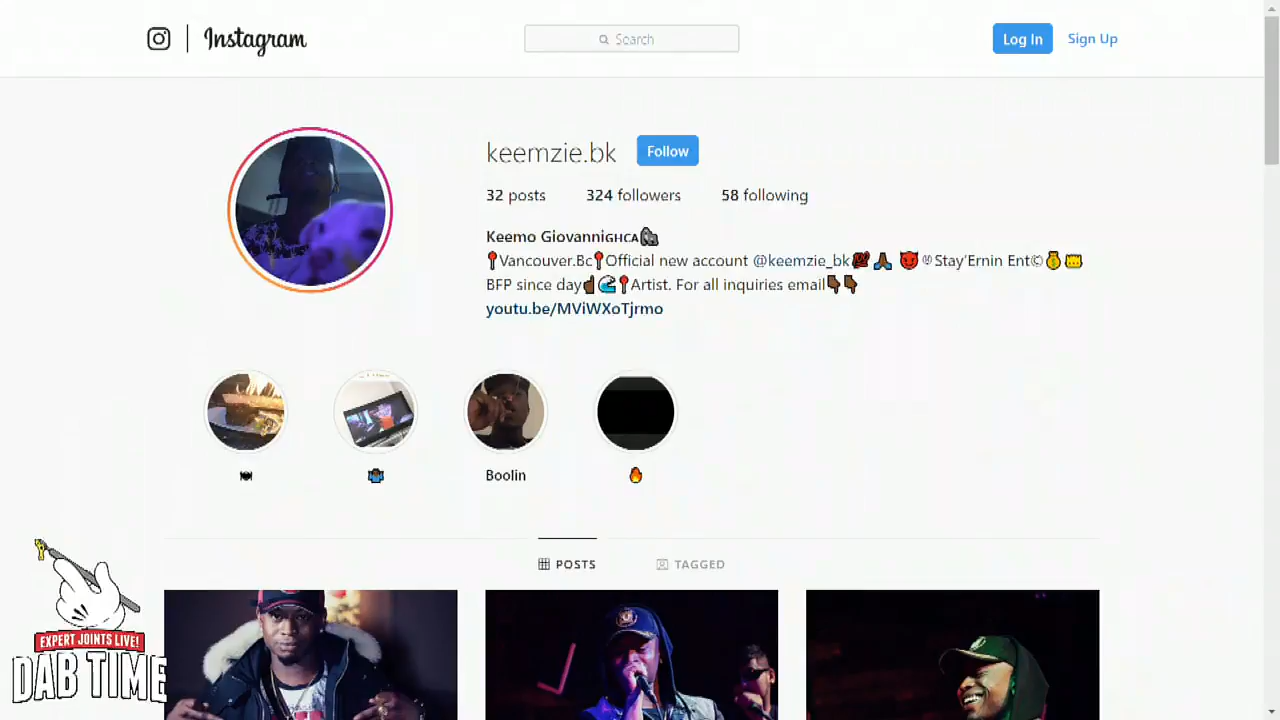 Instagram
Search
Log In
Sign Up
keemzie.bk
Follow
32 posts 324 followers 58 following
Keemo Giovanniɢʜᴄᴀ🦍
📍Vancouver.Bc📍Official new account @keemzie_bk💯🙏🏾 😈 Stay'Ernin Ent©💰👑
BFP since day☝🏾🌊📍Artist. For all inquiries email👇🏾👇🏾
youtu.be/MViWXoTjrmo
🍽 🤷🏾‍♂️ Boolin 🔥
POSTS TAGGED
EXPERT JOINTS LIVE!
DAB TIME